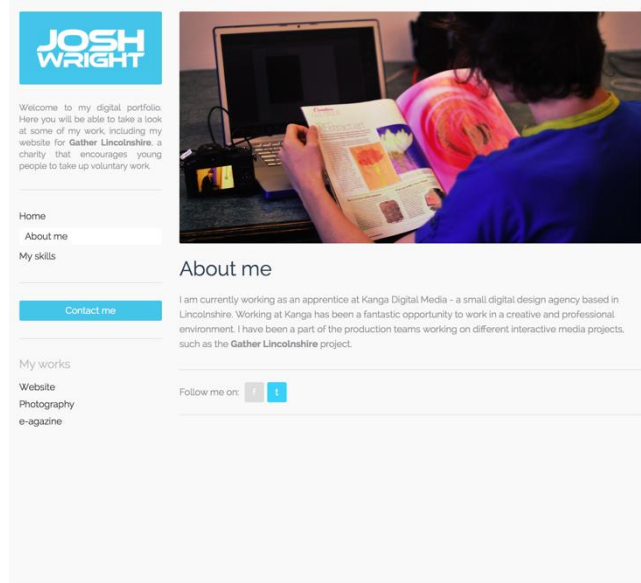 JOSH
WRIGHT
Welcome to my digital portfolio.
Here you will be able to take a look
at some of my work, including my
website for Gather Lincolnshire, a
charity that encourages young
people to take up voluntary work.
Home
About me
My skills
Contact me
My works
Website
Photography
e-agazine
About me
I am currently working as an apprentice at Kanga Digital Media - a small digital design agency based in
Lincolnshire. Working at Kanga has been a fantastic opportunity to work in a creative and professional
environment. I have been a part of the production teams working on different interactive media projects,
such as the Gather Lincolnshire project.
Follow me on: f t